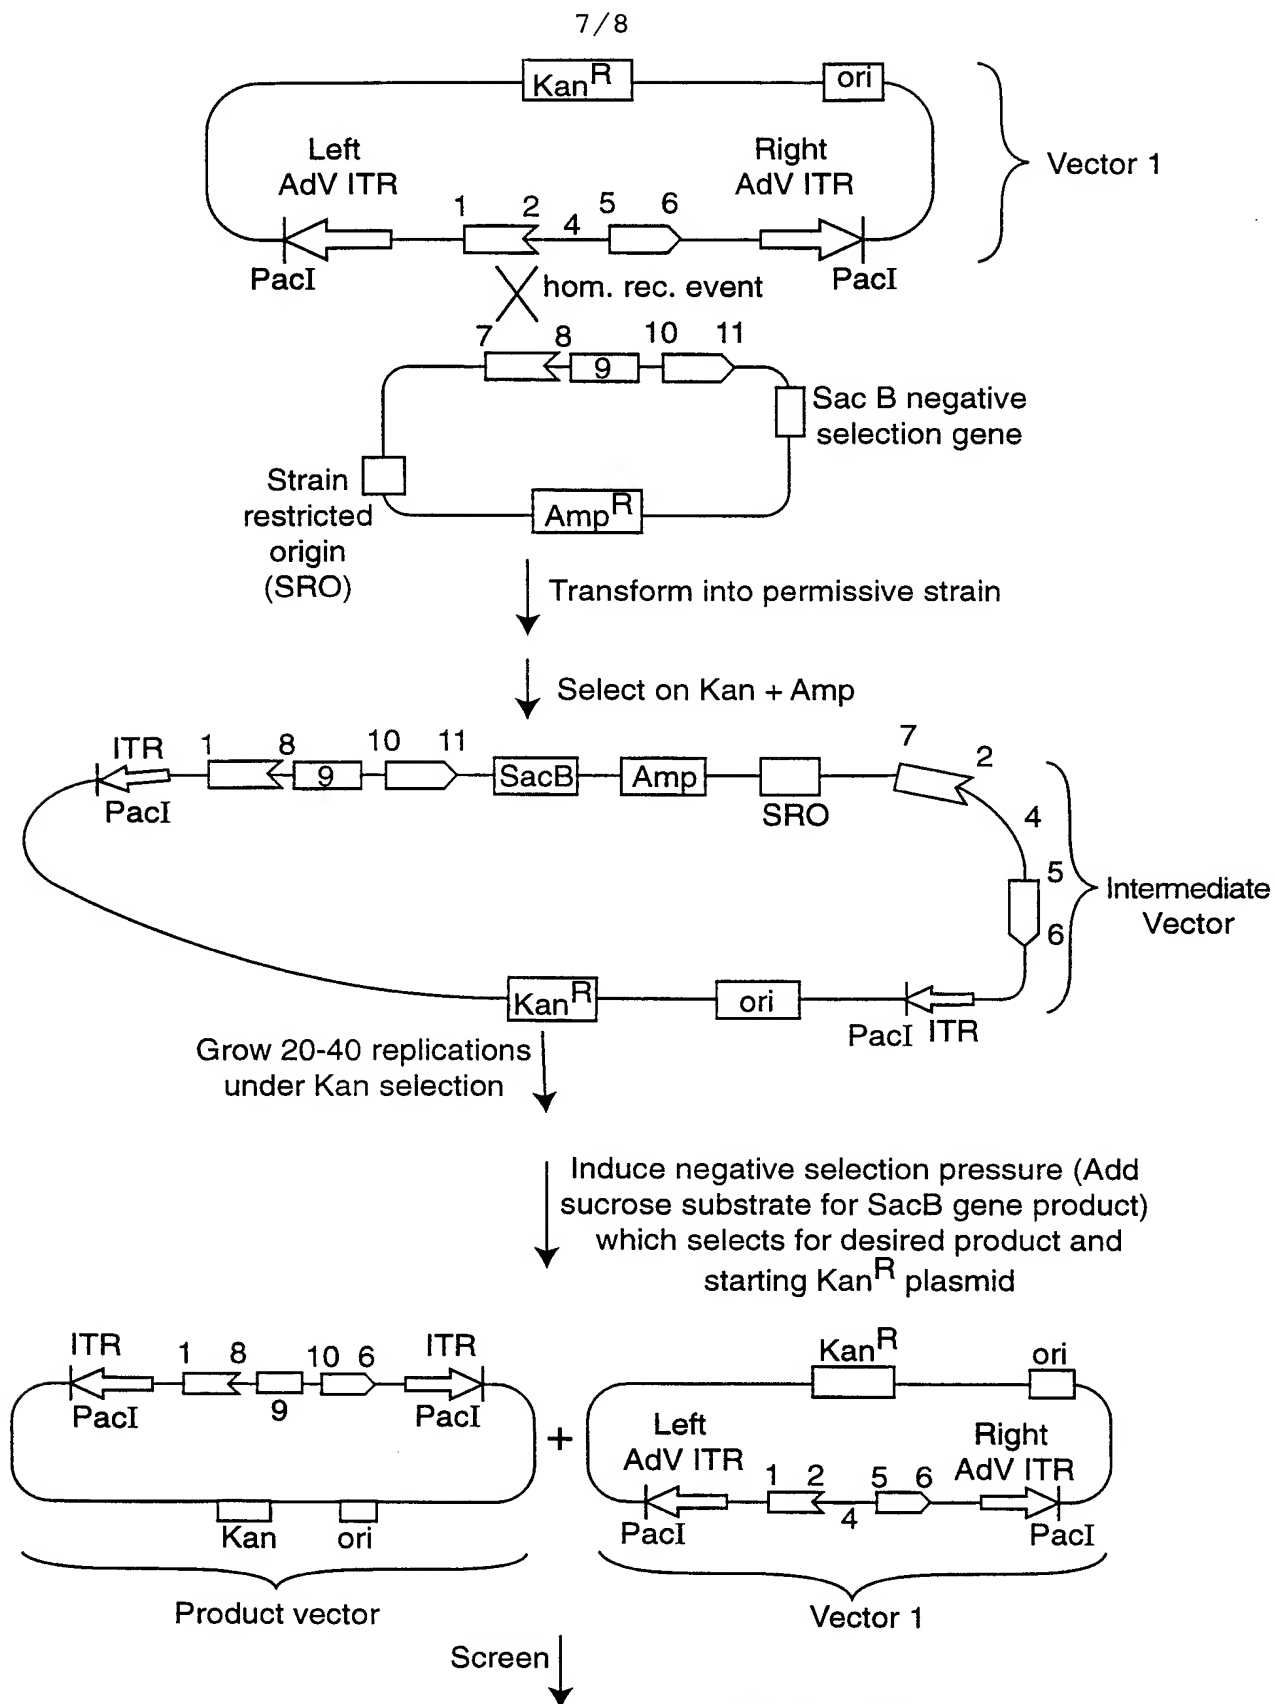 7/8
Kan^R
ori
Left
AdV ITR
Right
AdV ITR
Vector 1
1 2 4 5 6
PacI
PacI
hom. rec. event
7 8 9 10 11
Sac B negative
selection gene
Strain
restricted
origin
(SRO)
Amp^R
Transform into permissive strain
Select on Kan + Amp
ITR
PacI
1 8 9 10 11
SacB
Amp
SRO
7 2
4
5
6
Intermediate
Vector
Kan^R
ori
PacI ITR
Grow 20-40 replications
under Kan selection
Induce negative selection pressure (Add
sucrose substrate for SacB gene product)
which selects for desired product and
starting Kan^R plasmid
ITR 1 8 10 6 ITR
PacI 9 PacI
Kan ori
Product vector
+
Kan^R
ori
Left
AdV ITR
Right
AdV ITR
1 2 4 5 6
PacI
PacI
Vector 1
Screen